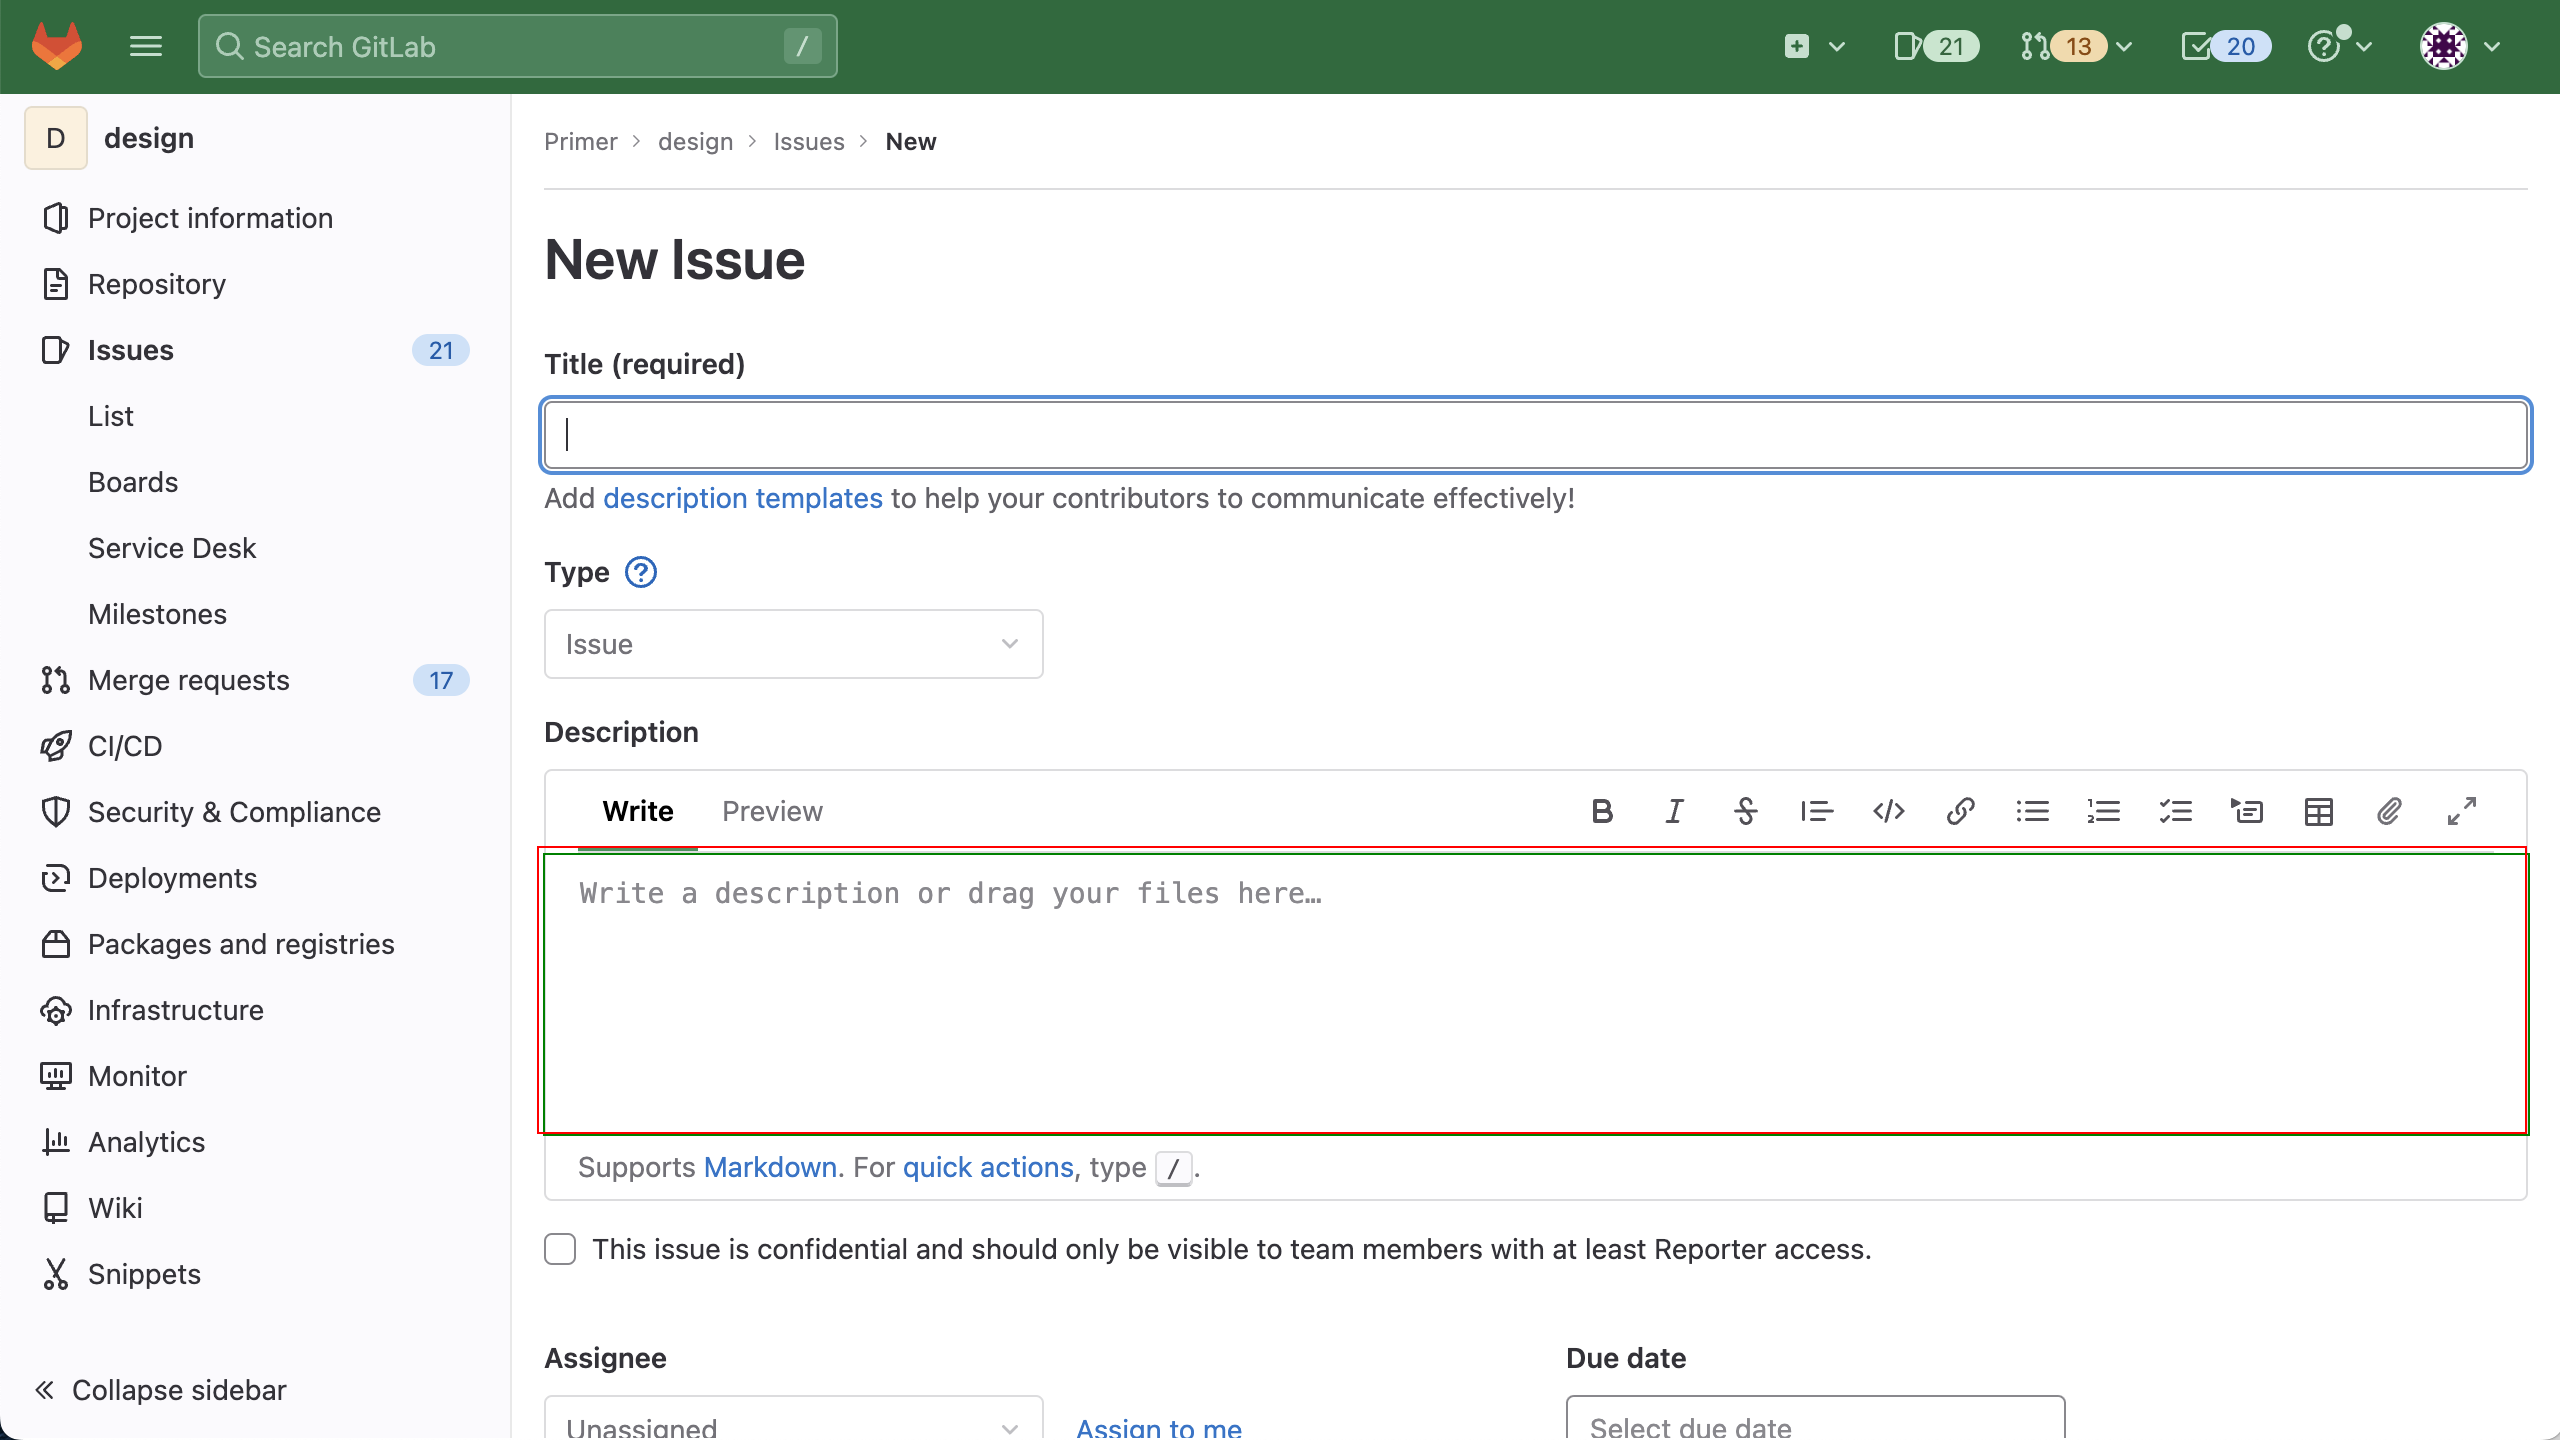 Search GitLab /
21
13
20
D design
Project information
Repository
Issues 21
List
Boards
Service Desk
Milestones
Merge requests 17
CI/CD
Security & Compliance
Deployments
Packages and registries
Infrastructure
Monitor
Analytics
Wiki
Snippets
Collapse sidebar
Primer > design > Issues > New
New Issue
Title (required)
Add description templates to help your contributors to communicate effectively!
Type
Issue
Description
Write Preview
Write a description or drag your files here…
Supports Markdown. For quick actions, type /.
This issue is confidential and should only be visible to team members with at least Reporter access.
Assignee
Unassigned
Assign to me
Due date
Select due date